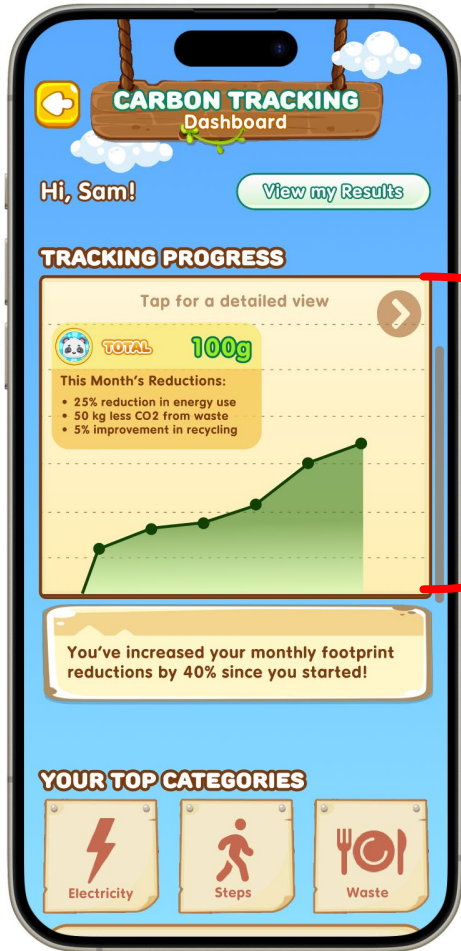 CARBON TRACKING
Dashboard
Hi, Sam!
View my Results
TRACKING PROGRESS
Tap for a detailed view
TOTAL 100g
This Month's Reductions:
• 25% reduction in energy use
• 50 kg less CO2 from waste
• 5% improvement in recycling
You've increased your monthly footprint
reductions by 40% since you started!
YOUR TOP CATEGORIES
Electricity
Steps
Waste